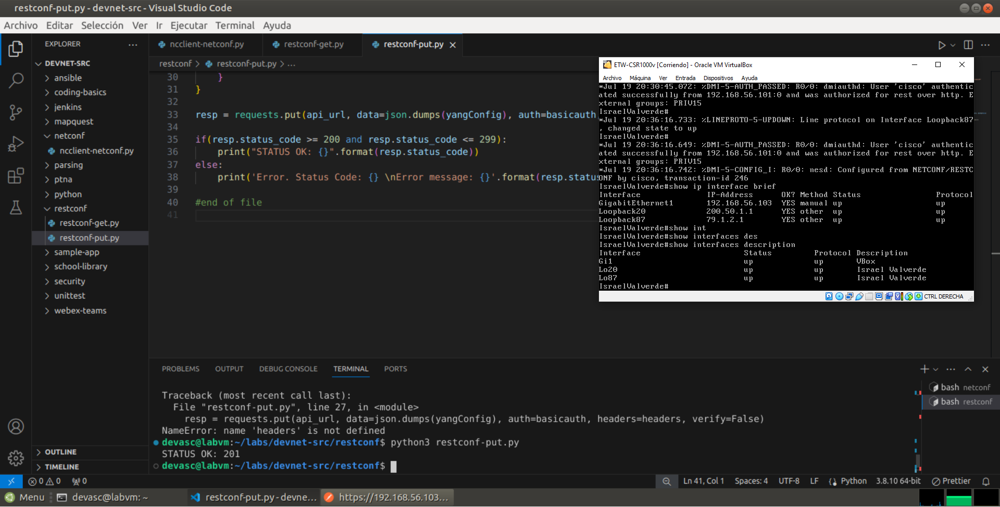 restconf-put.py - devnet-src - Visual Studio Code
Archivo Editar Selección Ver Ir Ejecutar Terminal Ayuda
EXPLORER
DEVNET-SRC
ansible
coding-basics
jenkins
mapquest
netconf
ncclient-netconf.py
parsing
ptna
python
restconf
restconf-get.py
restconf-put.py
sample-app
school-library
security
unittest
webex-teams
OUTLINE
TIMELINE
ncclient-netconf.py restconf-get.py restconf-put.py
restconf > restconf-put.py > ...
30 }
31 }
32
33 resp = requests.put(api_url, data=json.dumps(yangConfig), auth=basicauth
34
35 if(resp.status_code >= 200 and resp.status_code <= 299):
36 print("STATUS OK: {}".format(resp.status_code))
37 else:
38 print('Error. Status Code: {} \nError message: {}'.format(resp.status
39
40 #end of file
41
ETW-CSR1000v [Corriendo] - Oracle VM VirtualBox
Archivo Máquina Ver Entrada Dispositivos Ayuda
*Jul 19 20:30:45.072: %DMI-5-AUTH_PASSED: R0/0: dmiauthd: User 'cisco' authentic
ated successfully from 192.168.56.101:0 and was authorized for rest over http. E
xternal groups: PRIV15
IsraelValverde#
*Jul 19 20:36:16.733: %LINEPROTO-5-UPDOWN: Line protocol on Interface Loopback87
, changed state to up
IsraelValverde#
*Jul 19 20:36:16.649: %DMI-5-AUTH_PASSED: R0/0: dmiauthd: User 'cisco' authentic
ated successfully from 192.168.56.101:0 and was authorized for rest over http. E
xternal groups: PRIV15
*Jul 19 20:36:16.742: %DMI-5-CONFIG_I: R0/0: nesd: Configured from NETCONF/RESTC
ONF by cisco, transaction-id 246
IsraelValverde#show ip interface brief
Interface IP-Address OK? Method Status Protocol
GigabitEthernet1 192.168.56.103 YES manual up up
Loopback20 200.50.1.1 YES other up up
Loopback87 79.1.2.1 YES other up up
IsraelValverde#show int
IsraelValverde#show interfaces des
IsraelValverde#show interfaces description
Interface Status Protocol Description
Gi1 up up VBox
Lo20 up up Israel Valverde
Lo87 up up Israel Valverde
IsraelValverde#
CTRL DERECHA
PROBLEMS OUTPUT DEBUG CONSOLE TERMINAL PORTS
Traceback (most recent call last):
File "restconf-put.py", line 27, in <module>
resp = requests.put(api_url, data=json.dumps(yangConfig), auth=basicauth, headers=headers, verify=False)
NameError: name 'headers' is not defined
devasc@labvm:~/labs/devnet-src/restconf$ python3 restconf-put.py
STATUS OK: 201
devasc@labvm:~/labs/devnet-src/restconf$
bash netconf
bash restconf
0 0 0 Ln 41, Col 1 Spaces: 4 UTF-8 LF Python 3.8.10 64-bit Prettier
Menu devasc@labvm: ~ restconf-put.py - devne... https://192.168.56.103...